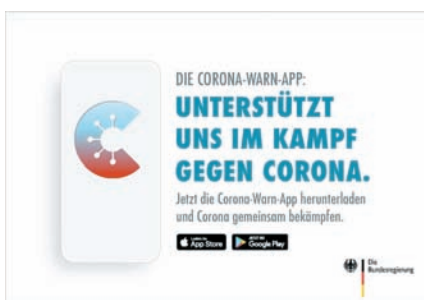 DIE CORONA-WARN-APP:
UNTERSTÜTZT
UNS IM KAMPF
GEGEN CORONA.
Jetzt die Corona-Warn-App herunterladen
und Corona gemeinsam bekämpfen.
App Store
Google Play
Die
Bundesregierung